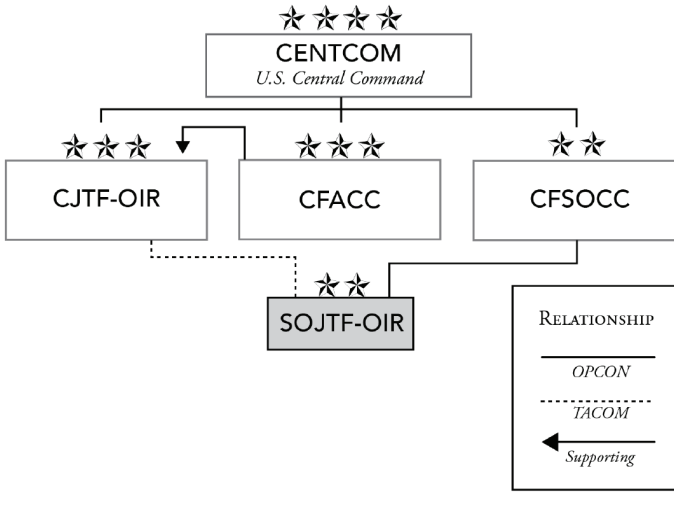 CENTCOM
U.S. Central Command
CJTF-OIR
CFACC
CFSOCC
SOJTF-OIR
RELATIONSHIP
OPCON
TACOM
Supporting